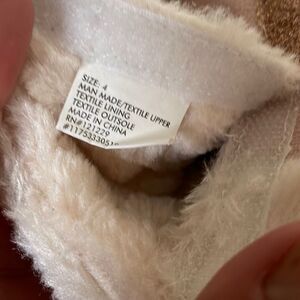 SIZE: 4
MAN MADE/TEXTILE UPPER
TEXTILE LINING
TEXTILE OUTSOLE
MADE IN CHINA
RN#121229